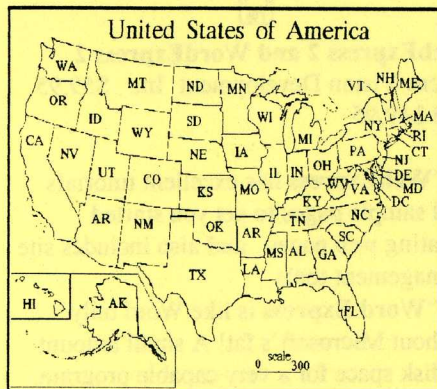 United States of America
WA
MT
ND
MN
VT
NH
ME
OR
ID
WY
SD
WI
MI
NY
MA
RI
CT
CA
NV
UT
CO
NE
IA
IL
IN
OH
PA
NJ
DE
MD
DC
KS
MO
KY
WV
VA
AR
NM
OK
AR
TN
NC
SC
TX
LA
MS
AL
GA
FL
HI
AK
scale
0 300